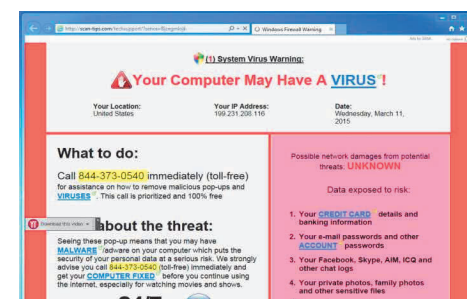 Windows Firewall Warning
(1) System Virus Warning:
Your Computer May Have A VIRUS !
Your Location:
United States
Your IP Address:
199.231.208.116
Date:
Wednesday, March 11,
2015
What to do:
Call 844-373-0540 immediately (toll-free)
for assistance on how to remove malicious pop-ups and
VIRUSES . This call is prioritized and 100% free
Download this video
about the threat:
Seeing these pop-up means that you may have
MALWARE /adware on your computer which puts the
security of your personal data at a serious risk. We strongly
advise you call 844-373-0540 (toll-free) immediately and
get your COMPUTER FIXED before you continue using
the internet, especially for watching movies and shows.
24/7
Possible network damages from potential
threats: UNKNOWN
Data exposed to risk:
1. Your CREDIT CARD details and
banking information
2. Your e-mail passwords and other
ACCOUNT passwords
3. Your Facebook, Skype, AIM, ICQ and
other chat logs
4. Your private photos, family photos
and other sensitive files